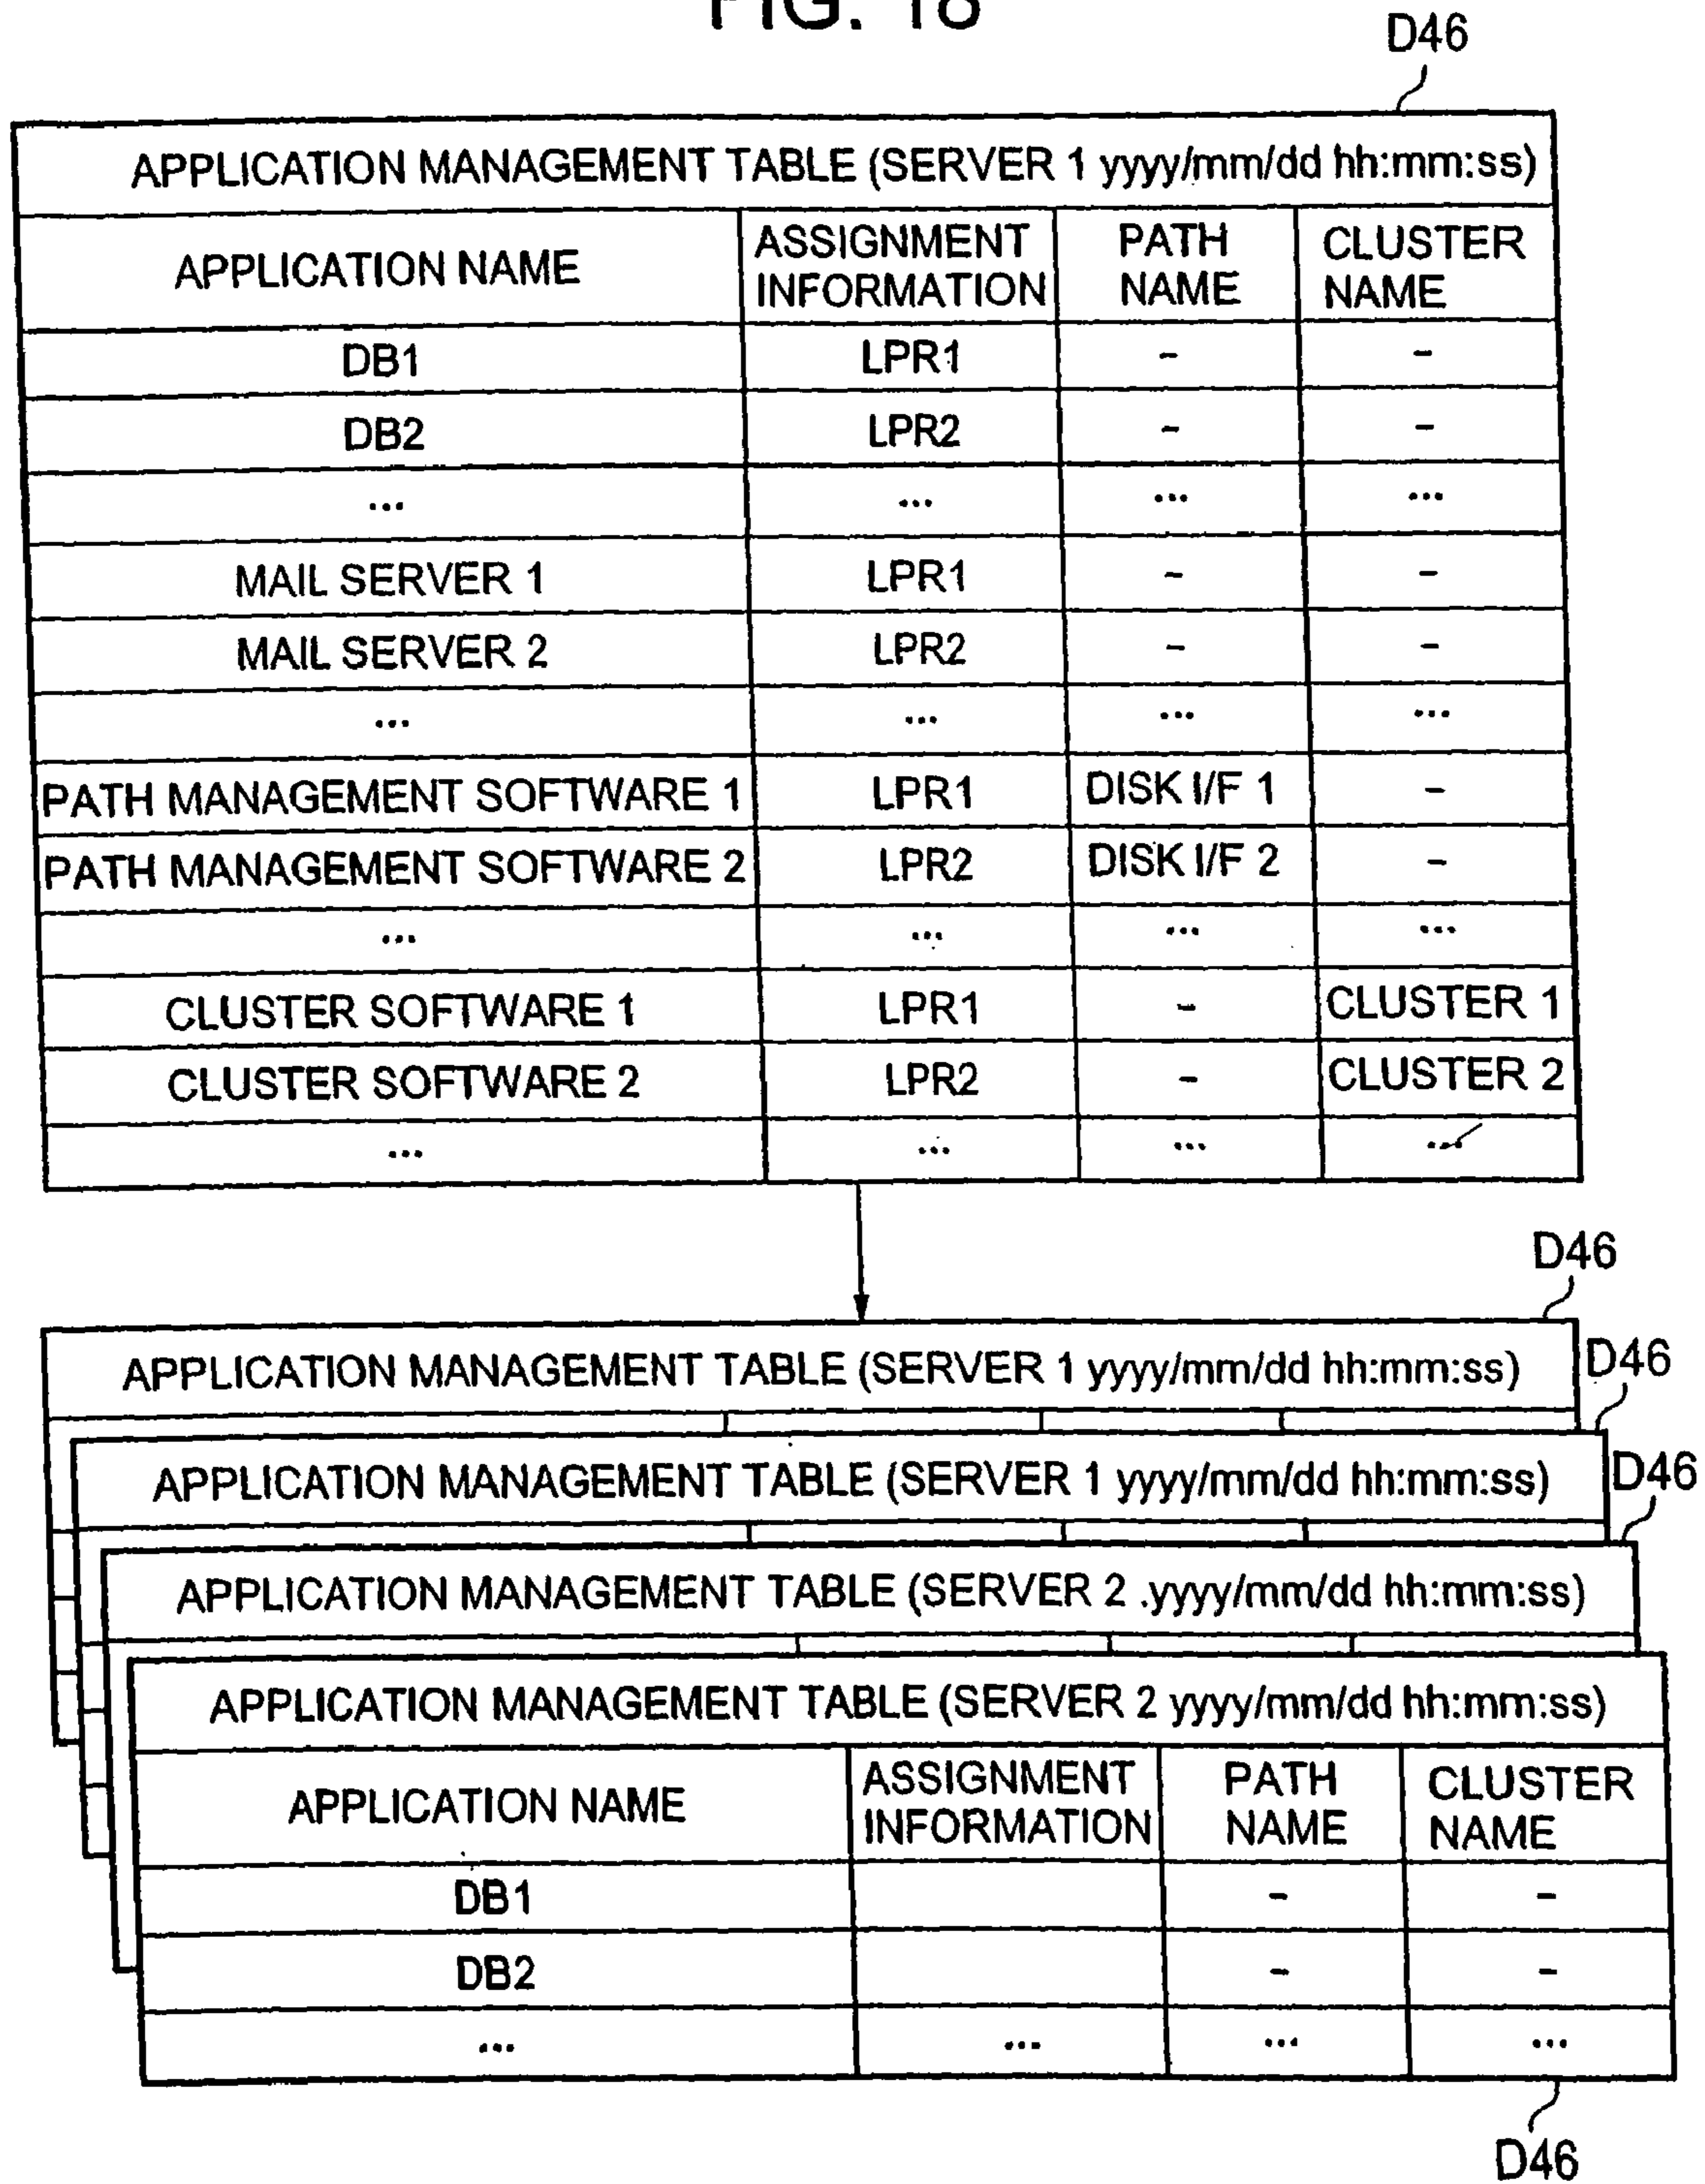 FIG. 18
D46
APPLICATION MANAGEMENT TABLE (SERVER 1 yyyy/mm/dd hh:mm:ss)
APPLICATION NAME ASSIGNMENT INFORMATION PATH NAME CLUSTER NAME
DB1 LPR1 - -
DB2 LPR2 - -
... ... ... ...
MAIL SERVER 1 LPR1 - -
MAIL SERVER 2 LPR2 - -
... ... ... ...
PATH MANAGEMENT SOFTWARE 1 LPR1 DISK I/F 1 -
PATH MANAGEMENT SOFTWARE 2 LPR2 DISK I/F 2 -
... ... ... ...
CLUSTER SOFTWARE 1 LPR1 - CLUSTER 1
CLUSTER SOFTWARE 2 LPR2 - CLUSTER 2
... ... ... ...
D46
APPLICATION MANAGEMENT TABLE (SERVER 1 yyyy/mm/dd hh:mm:ss)
D46
APPLICATION MANAGEMENT TABLE (SERVER 1 yyyy/mm/dd hh:mm:ss)
D46
APPLICATION MANAGEMENT TABLE (SERVER 2 .yyyy/mm/dd hh:mm:ss)
APPLICATION MANAGEMENT TABLE (SERVER 2 yyyy/mm/dd hh:mm:ss)
APPLICATION NAME ASSIGNMENT INFORMATION PATH NAME CLUSTER NAME
DB1 - -
DB2 - -
... ... ... ...
D46